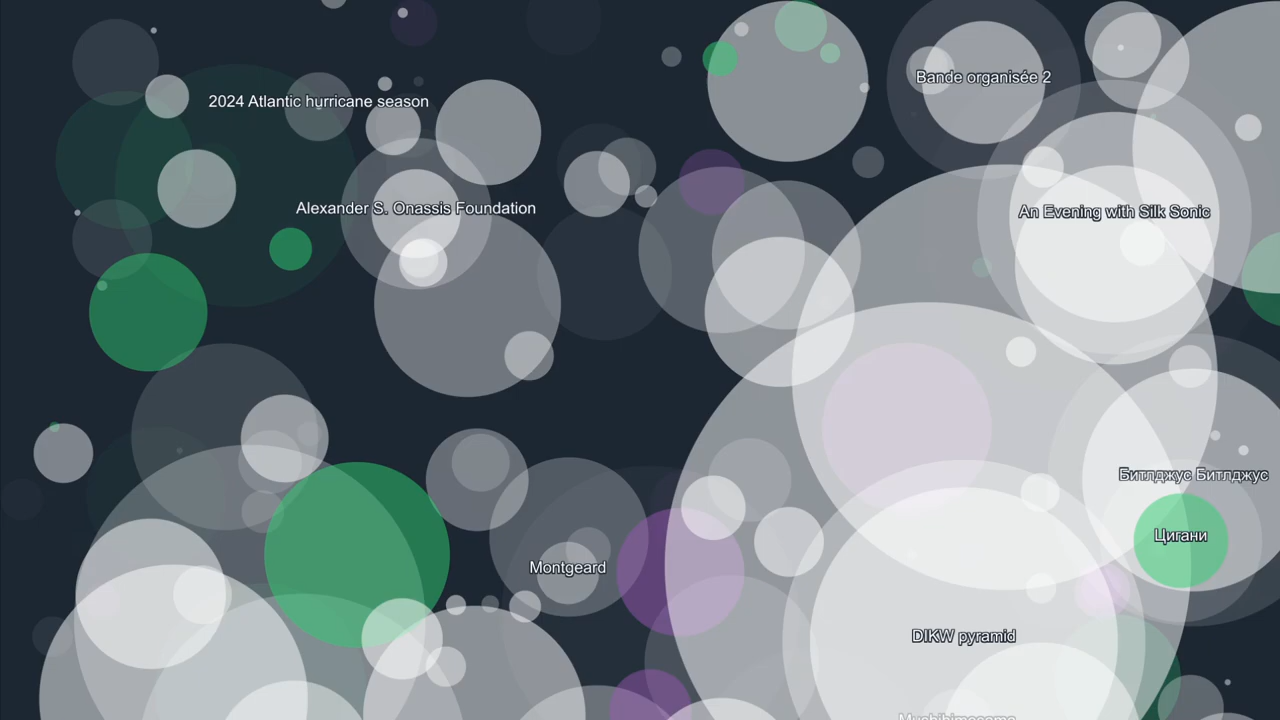 Bande organisée 2
2024 Atlantic hurricane season
Alexander S. Onassis Foundation
An Evening with Silk Sonic
Битлджус Битлджус
Цигани
Montgeard
DIKW pyramid